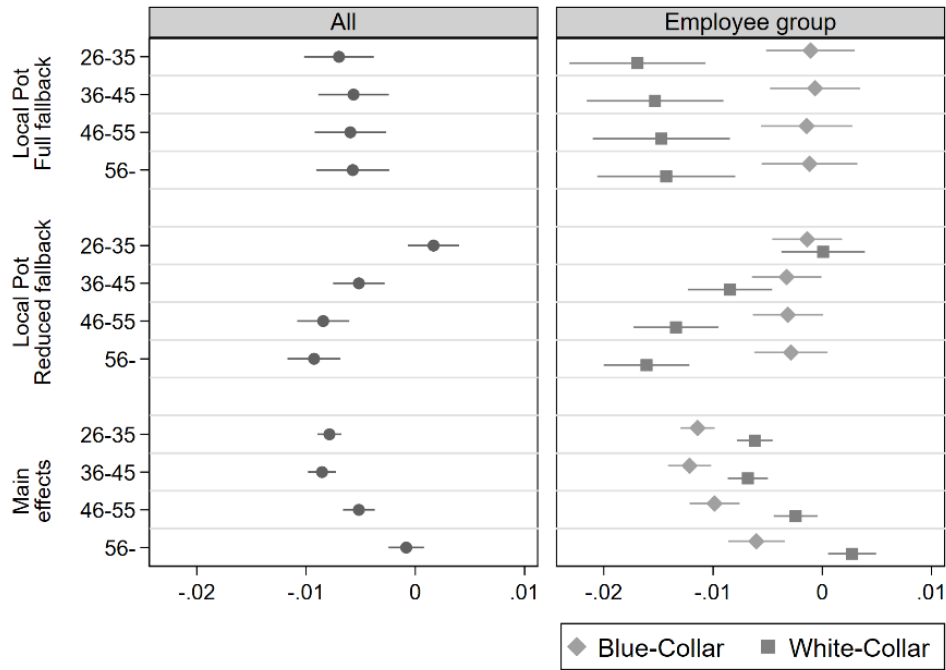 All
Employee group
Local Pot
Full fallback
26-35
36-45
46-55
56-
Local Pot
Reduced fallback
26-35
36-45
46-55
56-
Main
effects
26-35
36-45
46-55
56-
-.02 -.01 0 .01
-.02 -.01 0 .01
Blue-Collar White-Collar